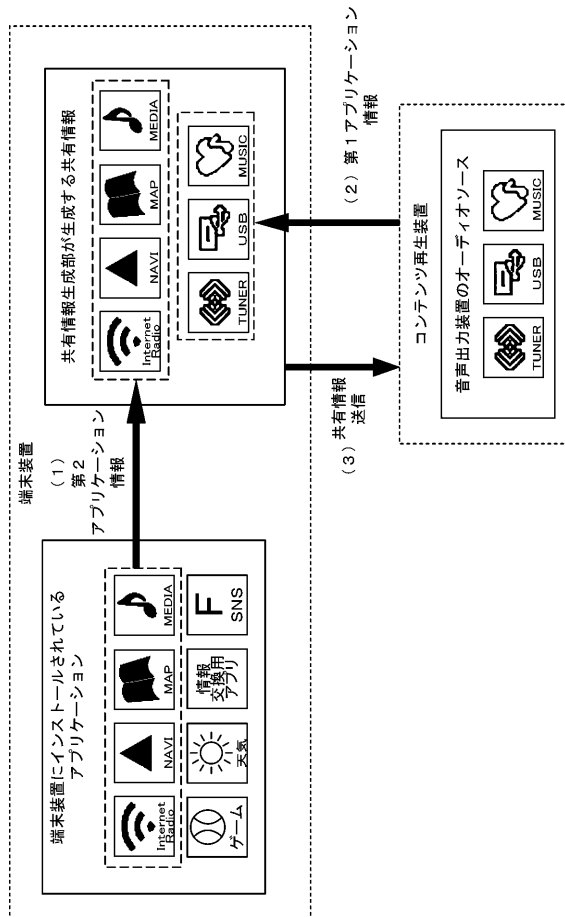 端末装置
端末装置にインストールされている
アプリケーション
Internet
Radio
NAVI
MAP
MEDIA
ゲーム
天気
情報
交換用
アプリ
F
SNS
(1)
第2
アプリケーション
情報
共有情報生成部が生成する共有情報
Internet
Radio
NAVI
MAP
MEDIA
TUNER
USB
MUSIC
(3)
共有情報
送信
(2) 第1アプリケーション
情報
コンテンツ再生装置
音声出力装置のオーディオソース
TUNER
USB
MUSIC